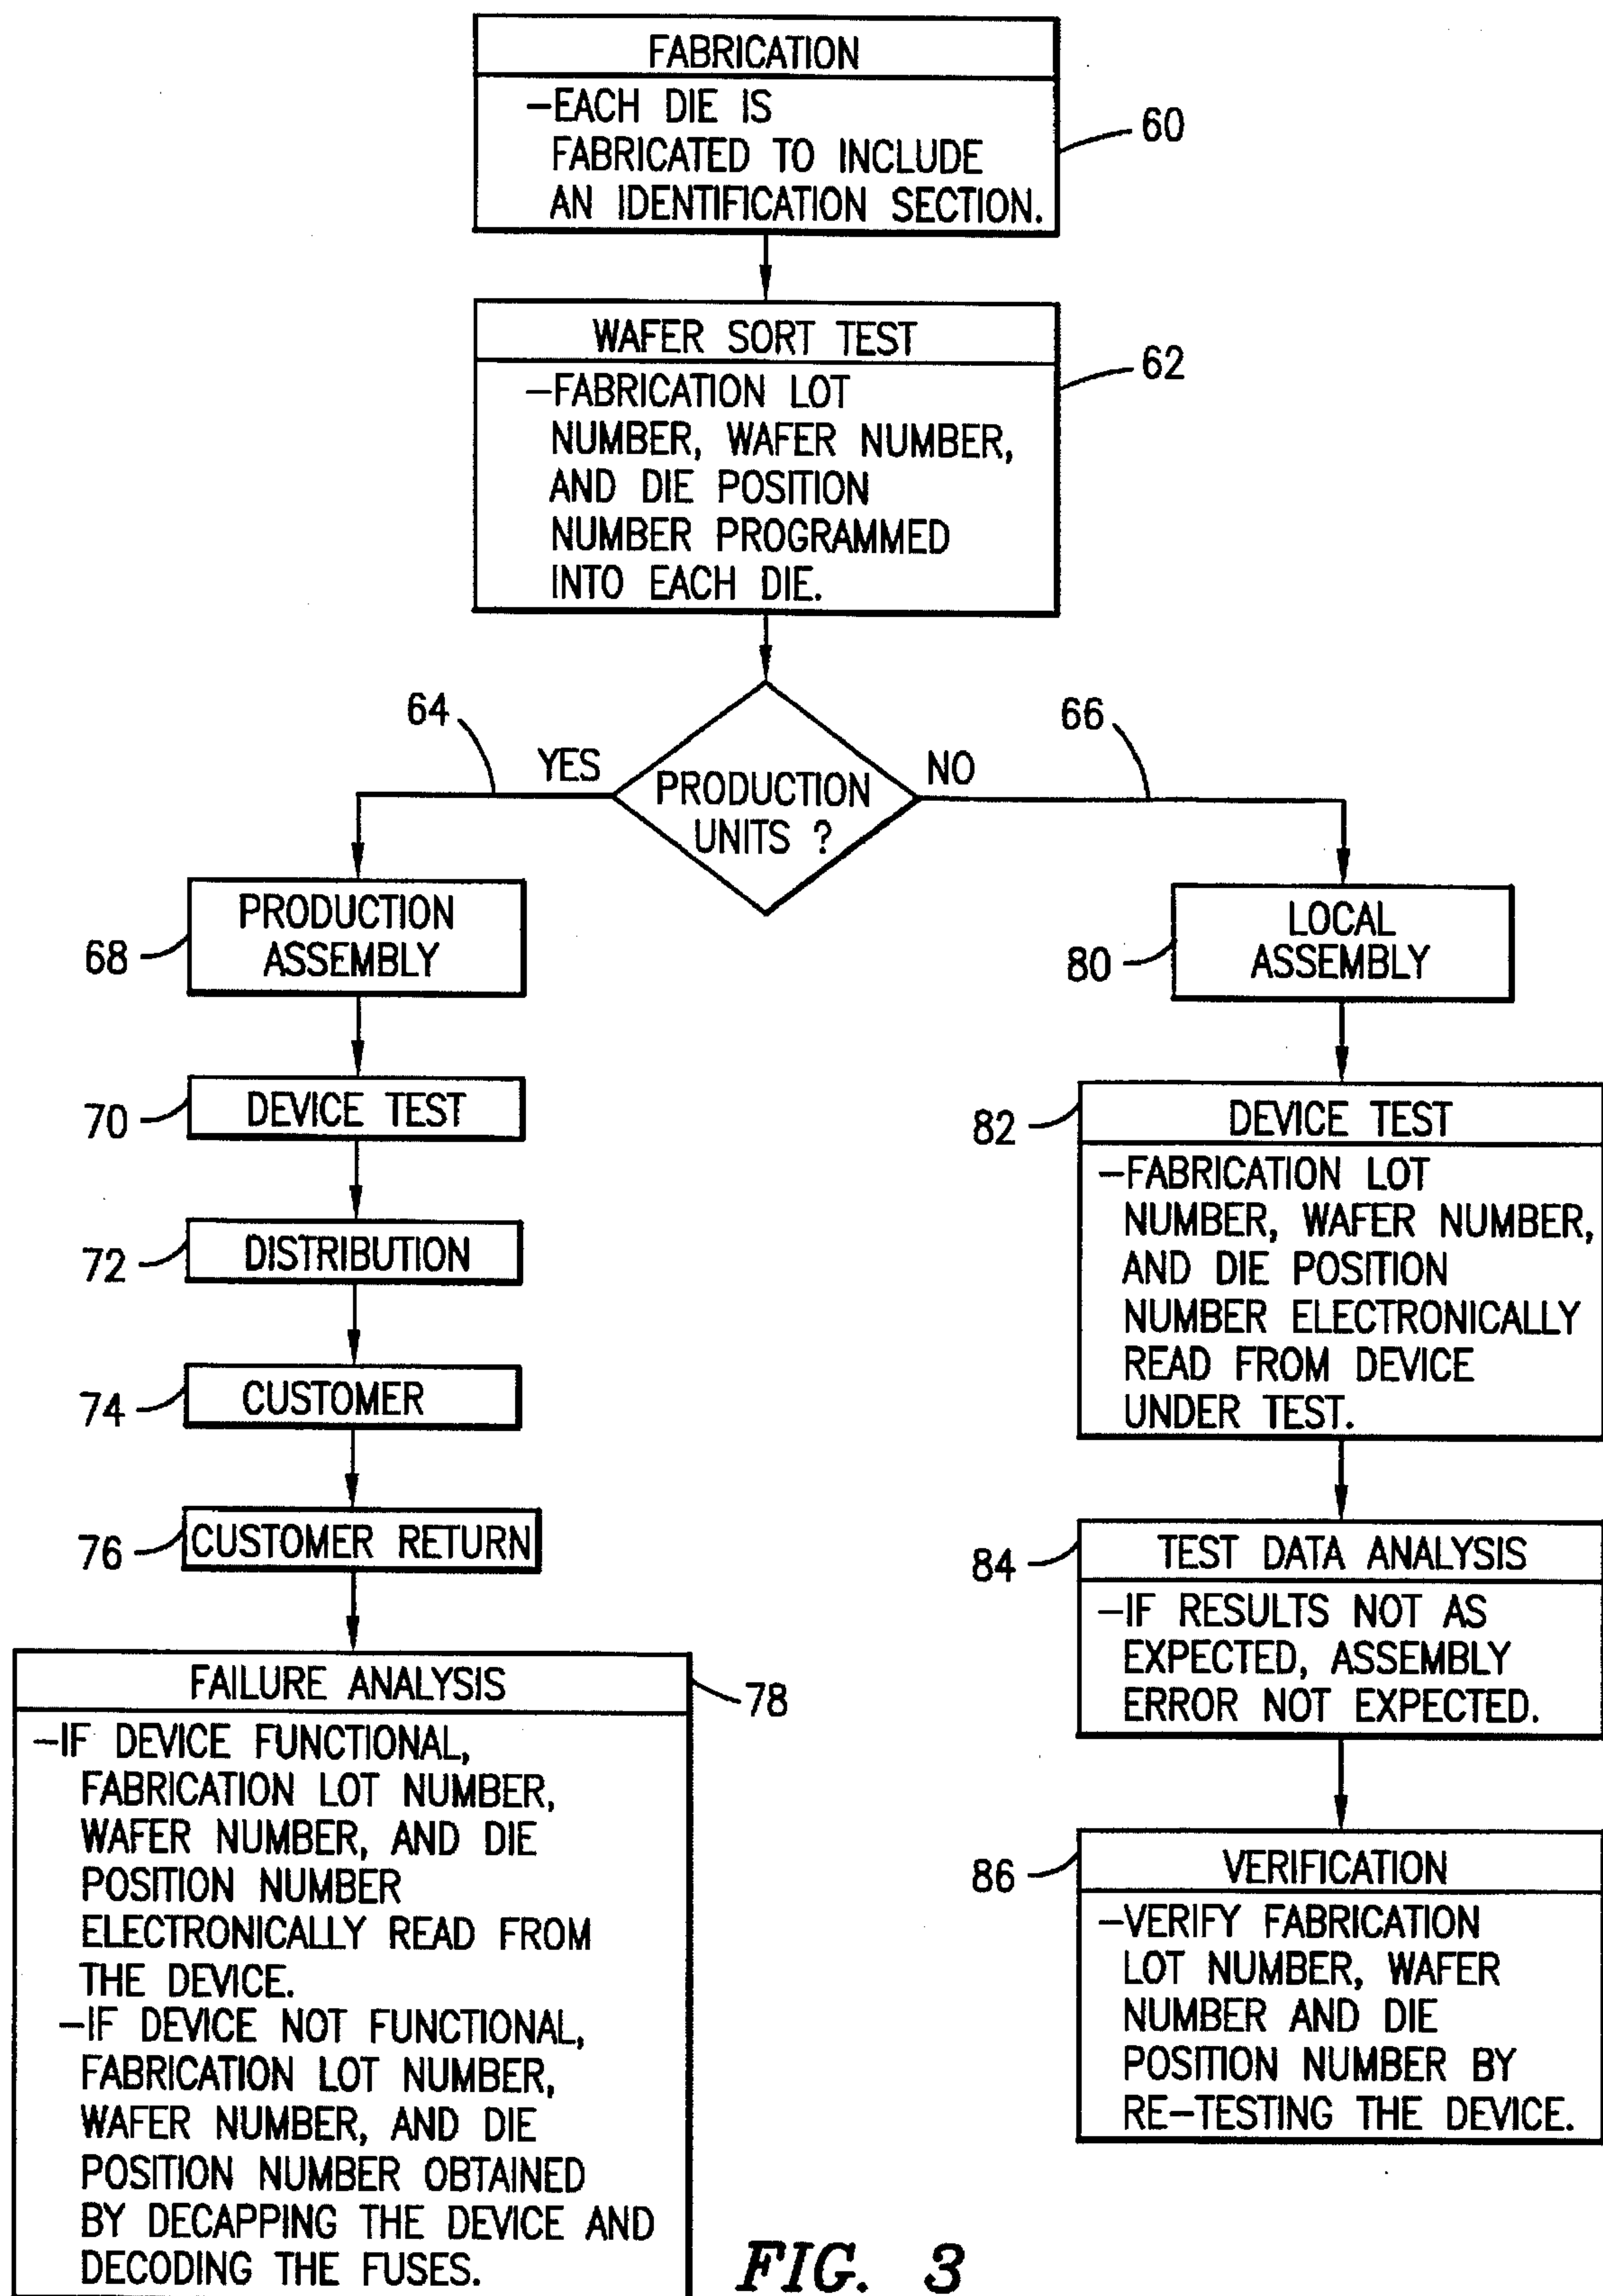 FABRICATION
-EACH DIE IS
FABRICATED TO INCLUDE
AN IDENTIFICATION SECTION.
60
WAFER SORT TEST
-FABRICATION LOT
NUMBER, WAFER NUMBER,
AND DIE POSITION
NUMBER PROGRAMMED
INTO EACH DIE.
62
64
YES
PRODUCTION
UNITS ?
NO
66
PRODUCTION
ASSEMBLY
68
DEVICE TEST
70
DISTRIBUTION
72
CUSTOMER
74
CUSTOMER RETURN
76
FAILURE ANALYSIS
78
-IF DEVICE FUNCTIONAL,
FABRICATION LOT NUMBER,
WAFER NUMBER, AND DIE
POSITION NUMBER
ELECTRONICALLY READ FROM
THE DEVICE.
-IF DEVICE NOT FUNCTIONAL,
FABRICATION LOT NUMBER,
WAFER NUMBER, AND DIE
POSITION NUMBER OBTAINED
BY DECAPPING THE DEVICE AND
DECODING THE FUSES.
LOCAL
ASSEMBLY
80
82
DEVICE TEST
-FABRICATION LOT
NUMBER, WAFER NUMBER,
AND DIE POSITION
NUMBER ELECTRONICALLY
READ FROM DEVICE
UNDER TEST.
84
TEST DATA ANALYSIS
-IF RESULTS NOT AS
EXPECTED, ASSEMBLY
ERROR NOT EXPECTED.
86
VERIFICATION
-VERIFY FABRICATION
LOT NUMBER, WAFER
NUMBER AND DIE
POSITION NUMBER BY
RE-TESTING THE DEVICE.
FIG. 3